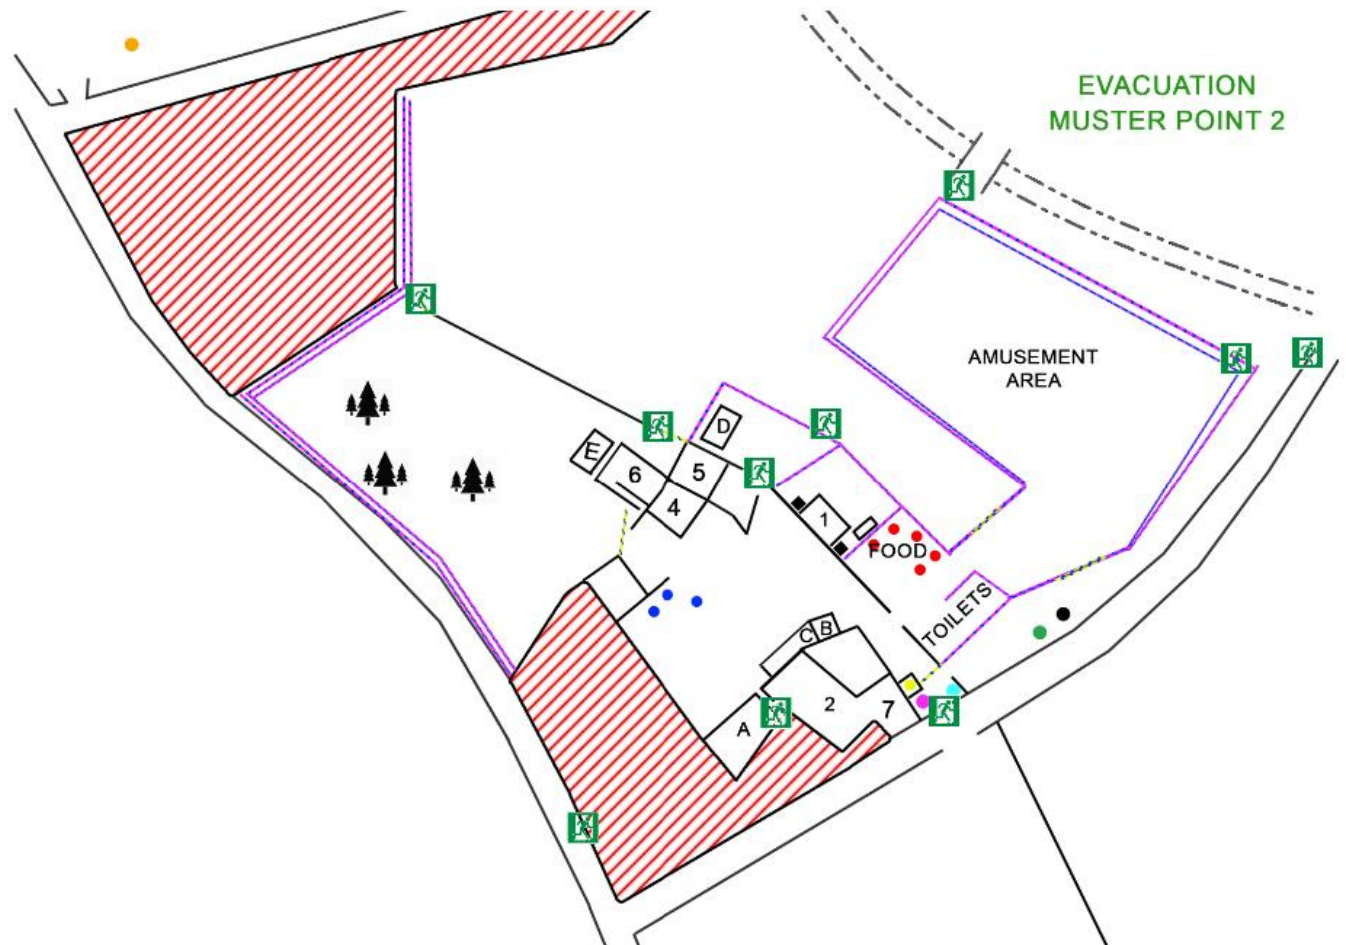 EVACUATION
MUSTER POINT 2
AMUSEMENT
AREA
D
E
6
5
4
1
FOOD
TOILETS
B
C
2
7
A